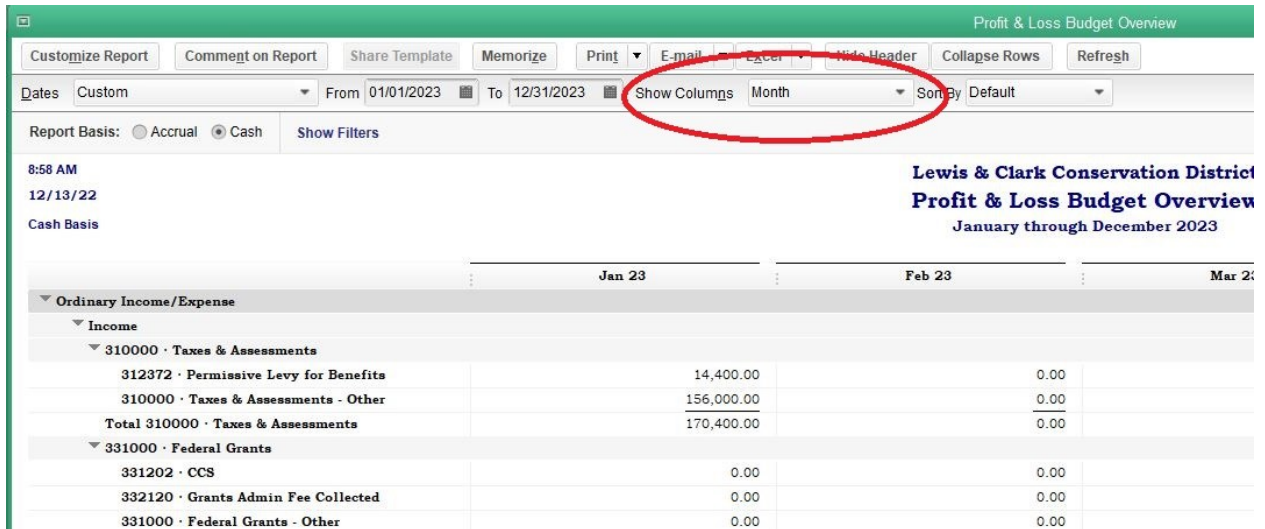 Profit & Loss Budget Overview
Customize Report Comment on Report Share Template Memorize Print E-mail Excel Hide Header Collapse Rows Refresh
Dates Custom From 01/01/2023 To 12/31/2023 Show Columns Month Sort By Default
Report Basis: Accrual Cash Show Filters
8:58 AM
12/13/22
Cash Basis
Lewis & Clark Conservation District
Profit & Loss Budget Overview
January through December 2023
Jan 23 Feb 23 Mar 23
Ordinary Income/Expense
Income
310000 · Taxes & Assessments
312372 · Permissive Levy for Benefits 14,400.00 0.00
310000 · Taxes & Assessments - Other 156,000.00 0.00
Total 310000 · Taxes & Assessments 170,400.00 0.00
331000 · Federal Grants
331202 · CCS 0.00 0.00
332120 · Grants Admin Fee Collected 0.00 0.00
331000 · Federal Grants - Other 0.00 0.00